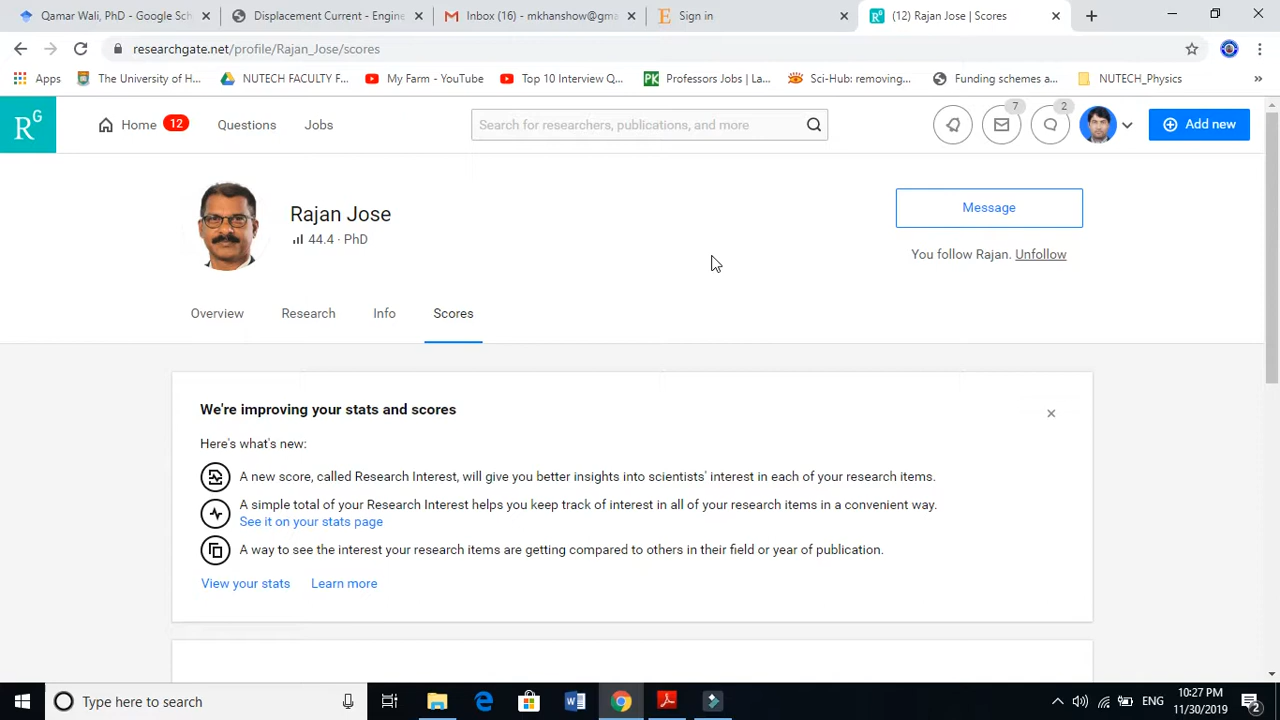 Qamar Wali, PhD - Google Sch
Displacement Current - Engin
Inbox (16) - mkhanshow@gma
Sign in
(12) Rajan Jose | Scores
researchgate.net/profile/Rajan_Jose/scores
Apps
The University of H...
NUTECH FACULTY F...
My Farm - YouTube
Top 10 Interview Q...
Professors Jobs | La...
Sci-Hub: removing...
Funding schemes a...
NUTECH_Physics
»
RG
Home 12
Questions
Jobs
Search for researchers, publications, and more
7
2
Add new
Rajan Jose
44.4 · PhD
Message
You follow Rajan. Unfollow
Overview
Research
Info
Scores
We're improving your stats and scores
Here's what's new:
A new score, called Research Interest, will give you better insights into scientists' interest in each of your research items.
A simple total of your Research Interest helps you keep track of interest in all of your research items in a convenient way.
See it on your stats page
A way to see the interest your research items are getting compared to others in their field or year of publication.
View your stats
Learn more
Type here to search
ENG
10:27 PM
11/30/2019
2